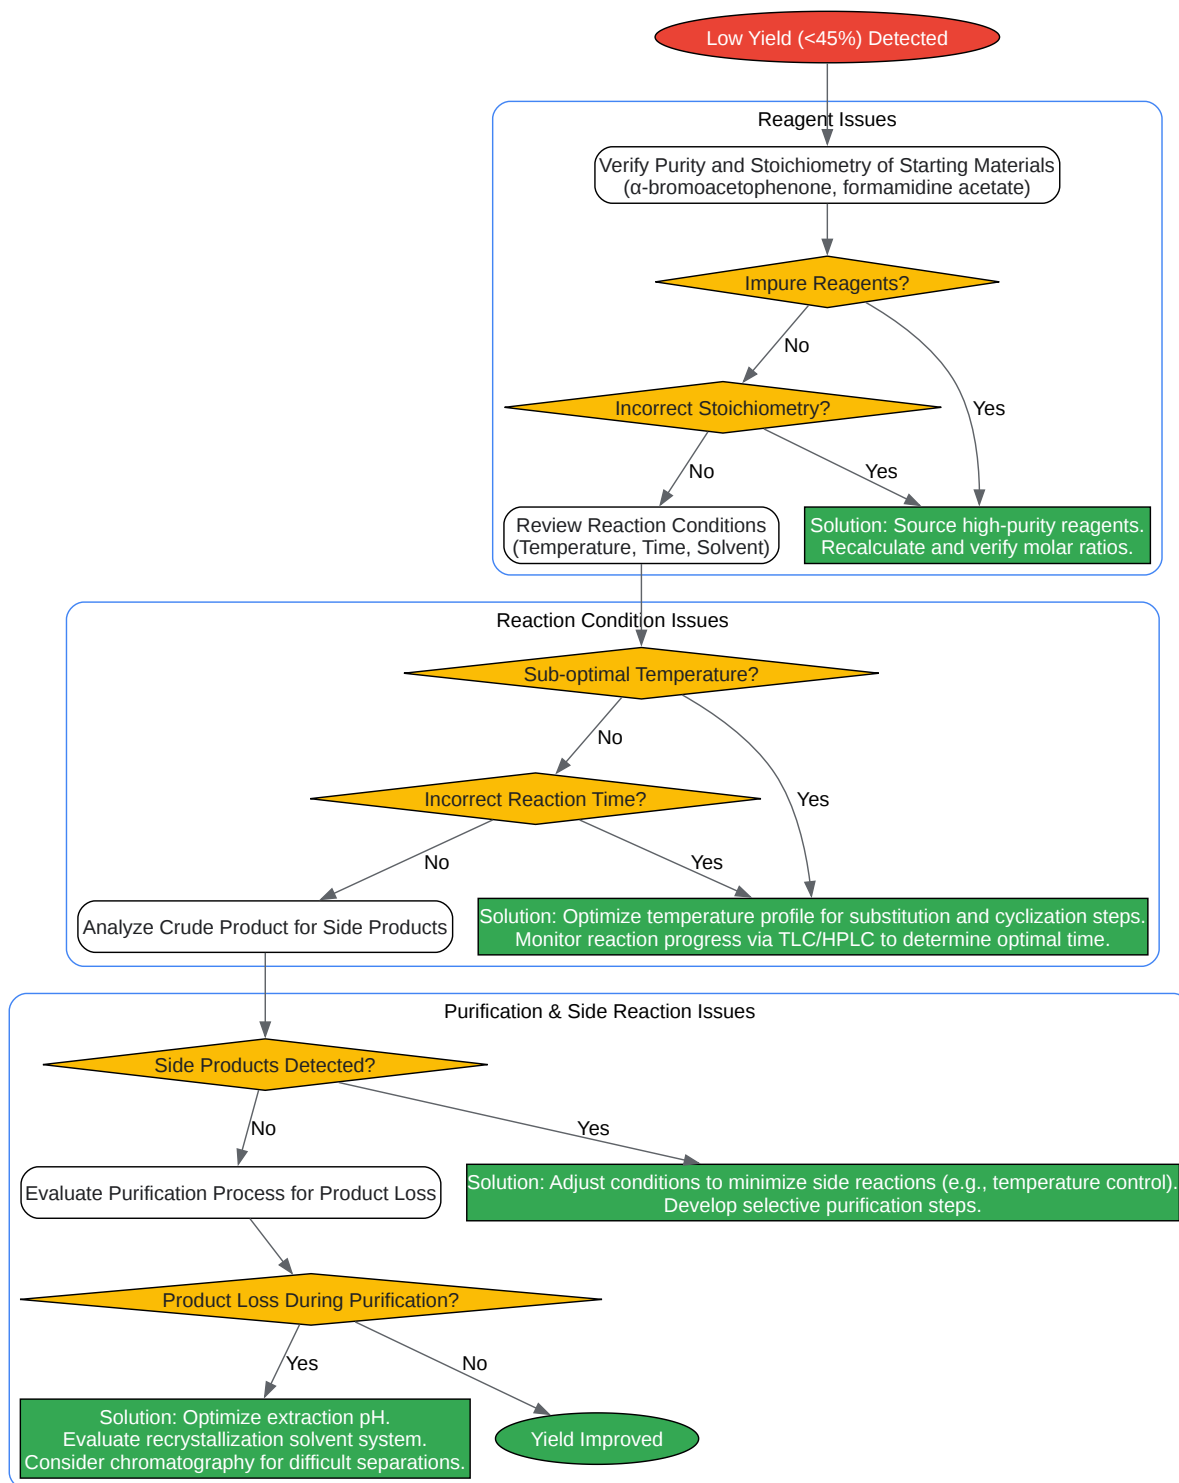 Low Yield (<45%) Detected
Reagent Issues
Verify Purity and Stoichiometry of Starting Materials
(α-bromoacetophenone, formamidine acetate)
Impure Reagents?
No
Incorrect Stoichiometry?
Yes
No
Yes
Review Reaction Conditions
(Temperature, Time, Solvent)
Solution: Source high-purity reagents.
Recalculate and verify molar ratios.
Reaction Condition Issues
Sub-optimal Temperature?
No
Incorrect Reaction Time?
Yes
No
Yes
Analyze Crude Product for Side Products
Solution: Optimize temperature profile for substitution and cyclization steps.
Monitor reaction progress via TLC/HPLC to determine optimal time.
Purification & Side Reaction Issues
Side Products Detected?
No
Yes
Evaluate Purification Process for Product Loss
Solution: Adjust conditions to minimize side reactions (e.g., temperature control).
Develop selective purification steps.
Product Loss During Purification?
Yes
No
Solution: Optimize extraction pH.
Evaluate recrystallization solvent system.
Consider chromatography for difficult separations.
Yield Improved